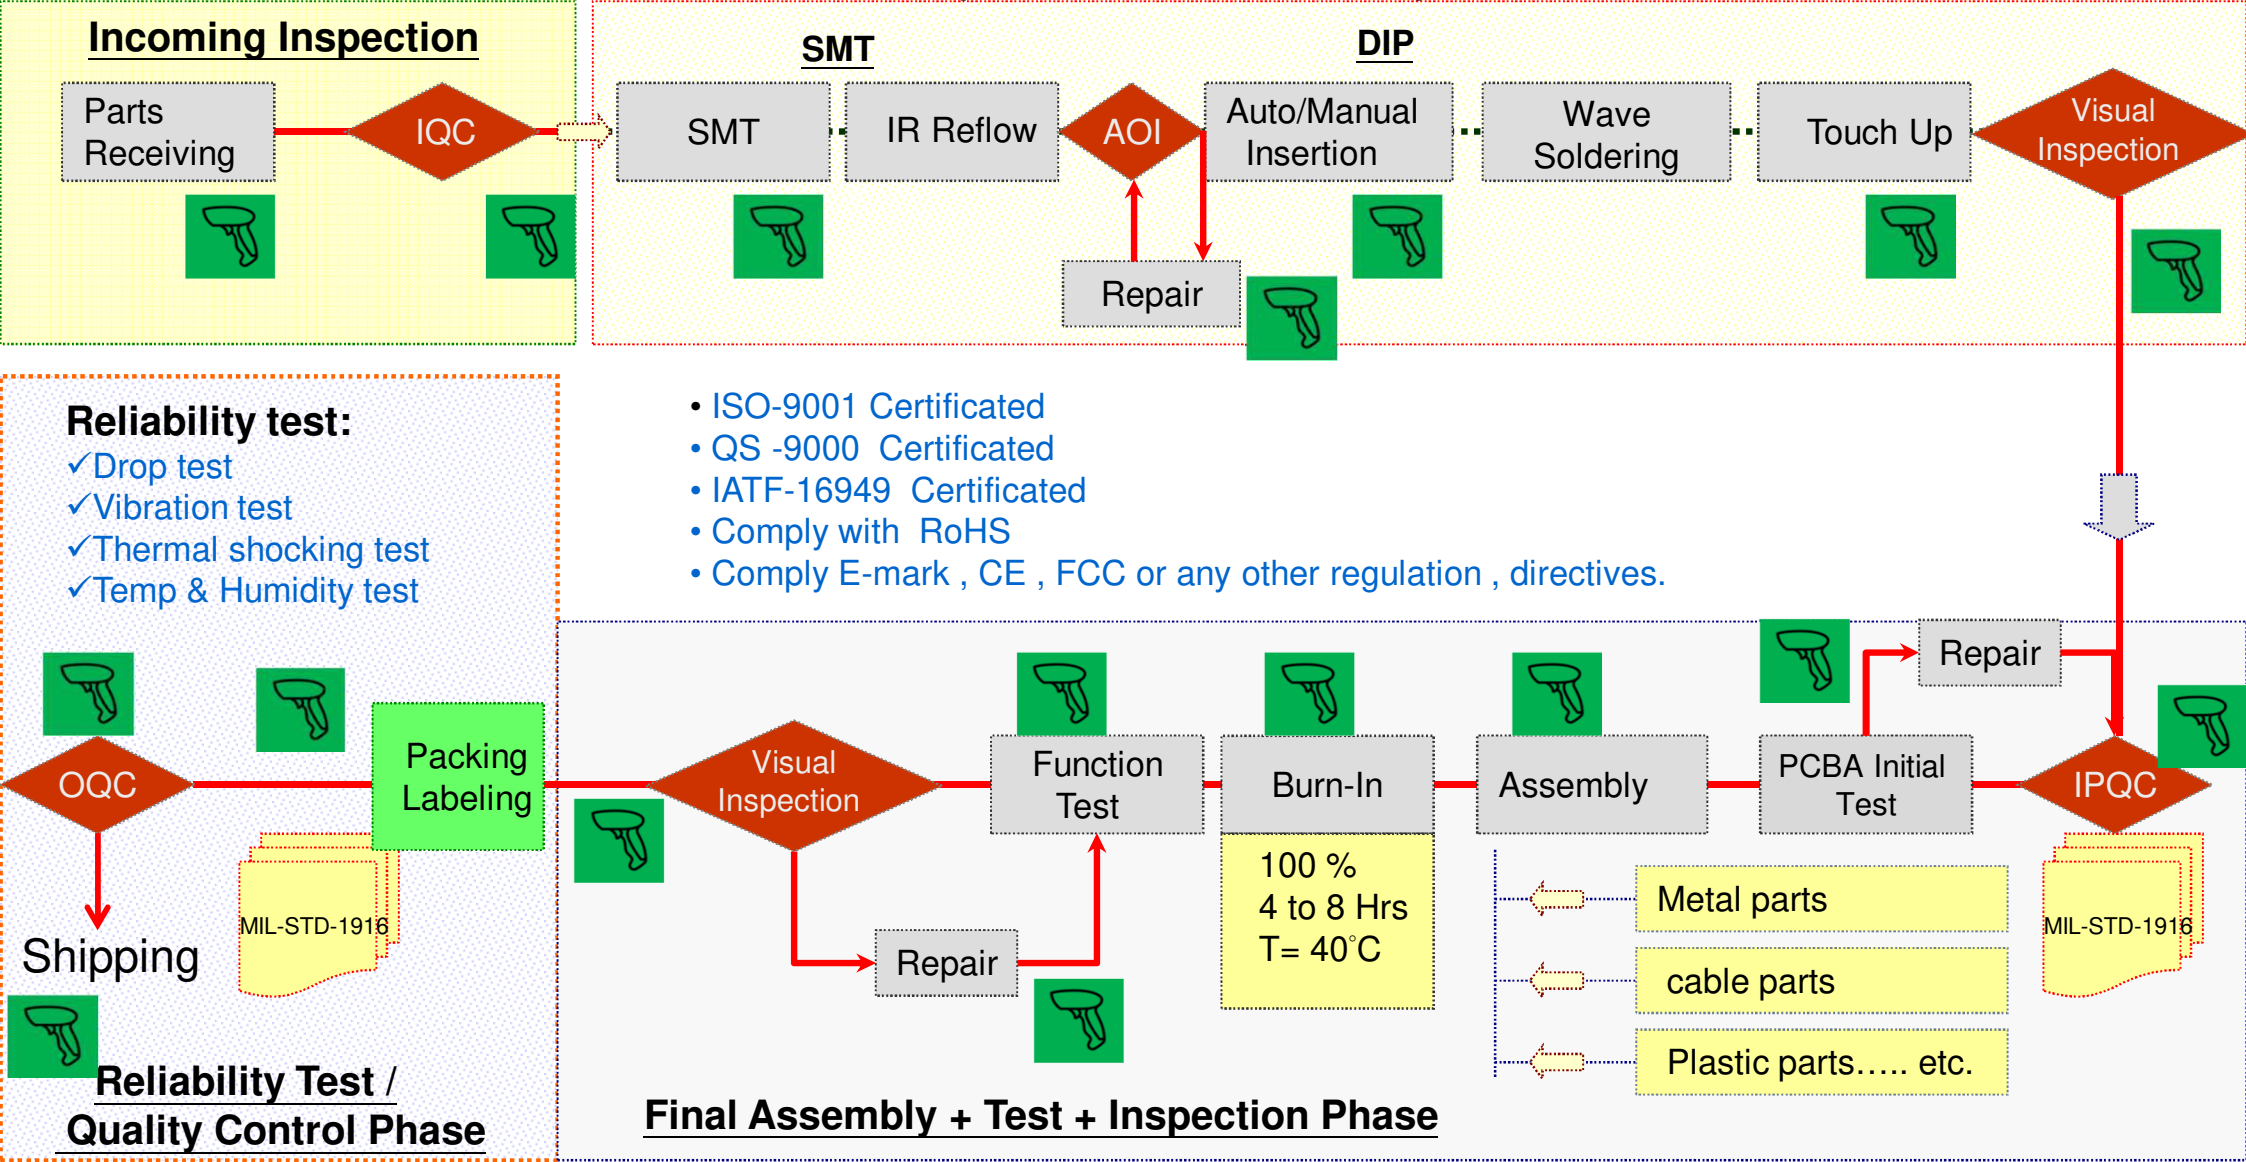 Incoming Inspection
Parts
Receiving
IQC
SMT
DIP
SMT
IR Reflow
AOI
Auto/Manual
Insertion
Wave
Soldering
Touch Up
Visual
Inspection
Repair
Reliability test:
✓Drop test
✓Vibration test
✓Thermal shocking test
✓Temp & Humidity test
• ISO-9001 Certificated
• QS -9000  Certificated
• IATF-16949  Certificated
• Comply with  RoHS
• Comply E-mark , CE , FCC or any other regulation , directives.
OQC
Packing
Labeling
Visual
Inspection
Function
Test
Burn-In
Assembly
PCBA Initial
Test
Repair
IPQC
MIL-STD-1916
Shipping
Repair
100 %
4 to 8 Hrs
T= 40°C
Metal parts
cable parts
Plastic parts….. etc.
MIL-STD-1916
Reliability Test /
Quality Control Phase
Final Assembly + Test + Inspection Phase